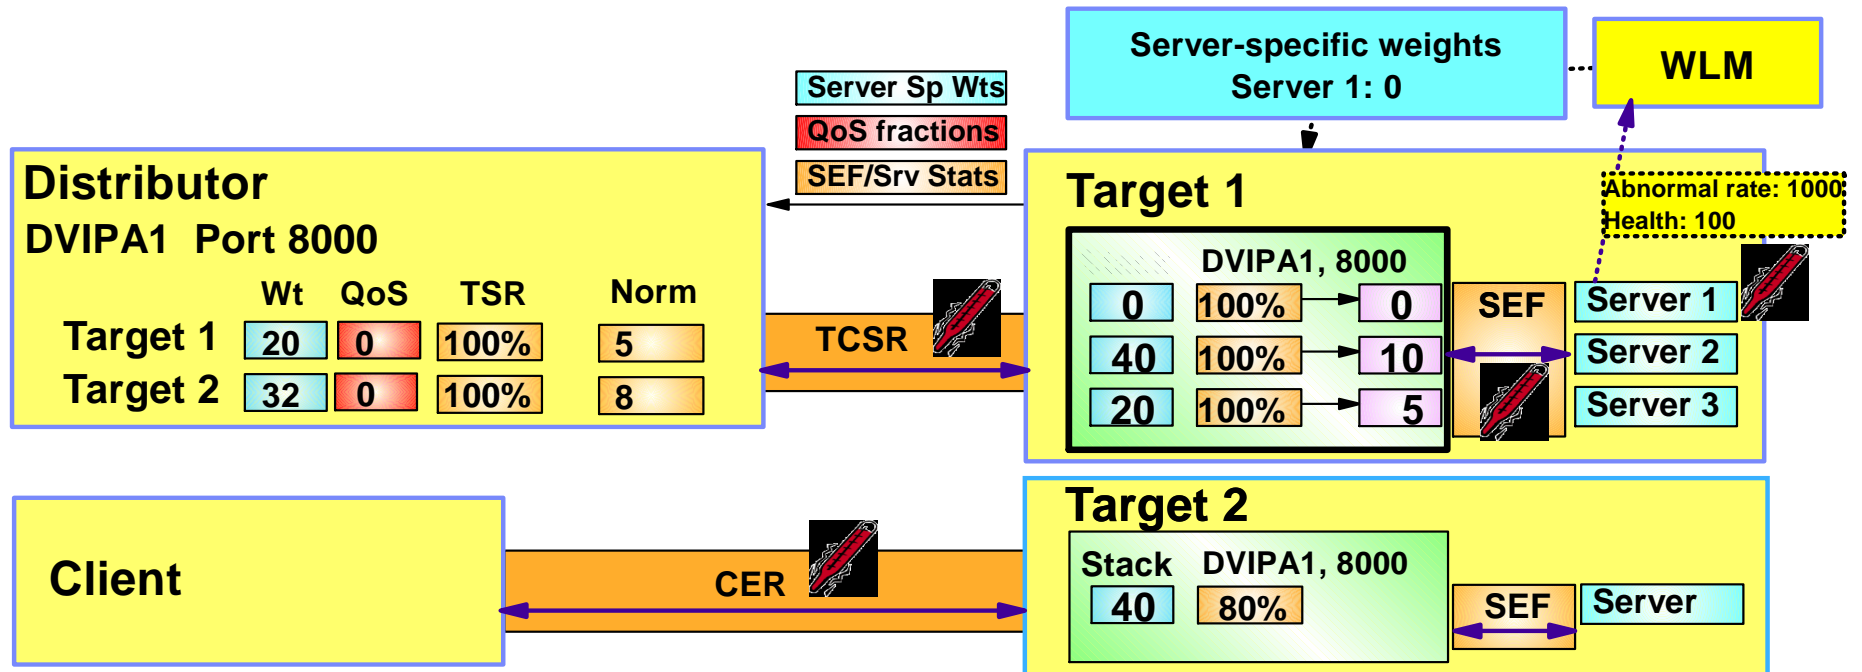 Server-specific weights
Server 1: 0
WLM
Server Sp Wts
QoS fractions
SEF/Srv Stats
Distributor
DVIPA1 Port 8000
Wt QoS TSR Norm
Target 1 20 0 100% 5
Target 2 32 0 100% 8
TCSR
Target 1
Abnormal rate: 1000
Health: 100
DVIPA1, 8000
0 100% 0
40 100% 10
20 100% 5
SEF
Server 1
Server 2
Server 3
Client
CER
Target 2
Stack DVIPA1, 8000
40 80%
SEF
Server